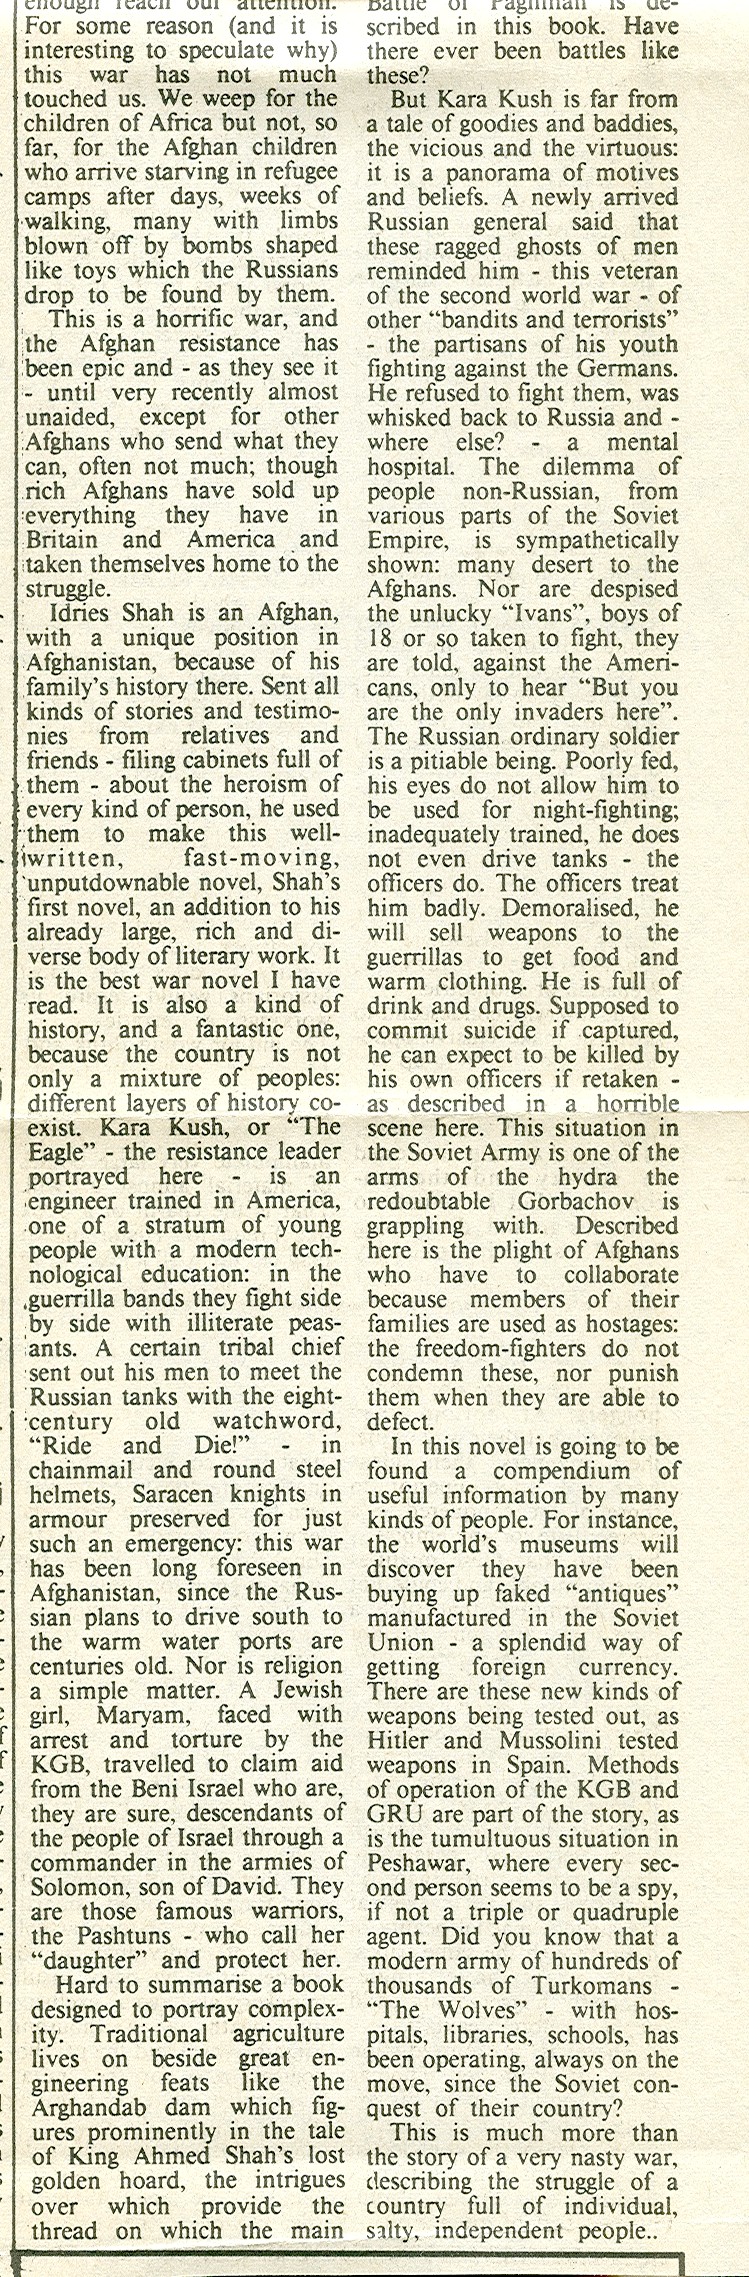 enough reach our attention.
For some reason (and it is
interesting to speculate why)
this war has not much
touched us. We weep for the
children of Africa but not, so
far, for the Afghan children
who arrive starving in refugee
camps after days, weeks of
walking, many with limbs
blown off by bombs shaped
like toys which the Russians
drop to be found by them.
This is a horrific war, and
the Afghan resistance has
been epic and - as they see it
- until very recently almost
unaided, except for other
Afghans who send what they
can, often not much; though
rich Afghans have sold up
everything they have in
Britain and America and
taken themselves home to the
struggle.
Idries Shah is an Afghan,
with a unique position in
Afghanistan, because of his
family's history there. Sent all
kinds of stories and testimo-
nies from relatives and
friends - filing cabinets full of
them - about the heroism of
every kind of person, he used
them to make this well-
written, fast-moving,
unputdownable novel, Shah's
first novel, an addition to his
already large, rich and di-
verse body of literary work. It
is the best war novel I have
read. It is also a kind of
history, and a fantastic one,
because the country is not
only a mixture of peoples:
different layers of history co-
exist. Kara Kush, or "The
Eagle" - the resistance leader
portrayed here - is an
engineer trained in America,
one of a stratum of young
people with a modern tech-
nological education: in the
guerrilla bands they fight side
by side with illiterate peas-
ants. A certain tribal chief
sent out his men to meet the
Russian tanks with the eight-
century old watchword,
"Ride and Die!" - in
chainmail and round steel
helmets, Saracen knights in
armour preserved for just
such an emergency: this war
has been long foreseen in
Afghanistan, since the Rus-
sian plans to drive south to
the warm water ports are
centuries old. Nor is religion
a simple matter. A Jewish
girl, Maryam, faced with
arrest and torture by the
KGB, travelled to claim aid
from the Beni Israel who are,
they are sure, descendants of
the people of Israel through a
commander in the armies of
Solomon, son of David. They
are those famous warriors,
the Pashtuns - who call her
"daughter" and protect her.
Hard to summarise a book
designed to portray complex-
ity. Traditional agriculture
lives on beside great en-
gineering feats like the
Arghandab dam which fig-
ures prominently in the tale
of King Ahmed Shah's lost
golden hoard, the intrigues
over which provide the
thread on which the main
Battle of Paghman is de-
scribed in this book. Have
there ever been battles like
these?
But Kara Kush is far from
a tale of goodies and baddies,
the vicious and the virtuous:
it is a panorama of motives
and beliefs. A newly arrived
Russian general said that
these ragged ghosts of men
reminded him - this veteran
of the second world war - of
other "bandits and terrorists"
- the partisans of his youth
fighting against the Germans.
He refused to fight them, was
whisked back to Russia and -
where else? - a mental
hospital. The dilemma of
people non-Russian, from
various parts of the Soviet
Empire, is sympathetically
shown: many desert to the
Afghans. Nor are despised
the unlucky "Ivans", boys of
18 or so taken to fight, they
are told, against the Ameri-
cans, only to hear "But you
are the only invaders here".
The Russian ordinary soldier
is a pitiable being. Poorly fed,
his eyes do not allow him to
be used for night-fighting;
inadequately trained, he does
not even drive tanks - the
officers do. The officers treat
him badly. Demoralised, he
will sell weapons to the
guerrillas to get food and
warm clothing. He is full of
drink and drugs. Supposed to
commit suicide if captured,
he can expect to be killed by
his own officers if retaken -
as described in a horrible
scene here. This situation in
the Soviet Army is one of the
arms of the hydra the
redoubtable Gorbachov is
grappling with. Described
here is the plight of Afghans
who have to collaborate
because members of their
families are used as hostages:
the freedom-fighters do not
condemn these, nor punish
them when they are able to
defect.
In this novel is going to be
found a compendium of
useful information by many
kinds of people. For instance,
the world's museums will
discover they have been
buying up faked "antiques"
manufactured in the Soviet
Union - a splendid way of
getting foreign currency.
There are these new kinds of
weapons being tested out, as
Hitler and Mussolini tested
weapons in Spain. Methods
of operation of the KGB and
GRU are part of the story, as
is the tumultuous situation in
Peshawar, where every sec-
ond person seems to be a spy,
if not a triple or quadruple
agent. Did you know that a
modern army of hundreds of
thousands of Turkomans -
"The Wolves" - with hos-
pitals, libraries, schools, has
been operating, always on the
move, since the Soviet con-
quest of their country?
This is much more than
the story of a very nasty war,
describing the struggle of a
country full of individual,
salty, independent people..